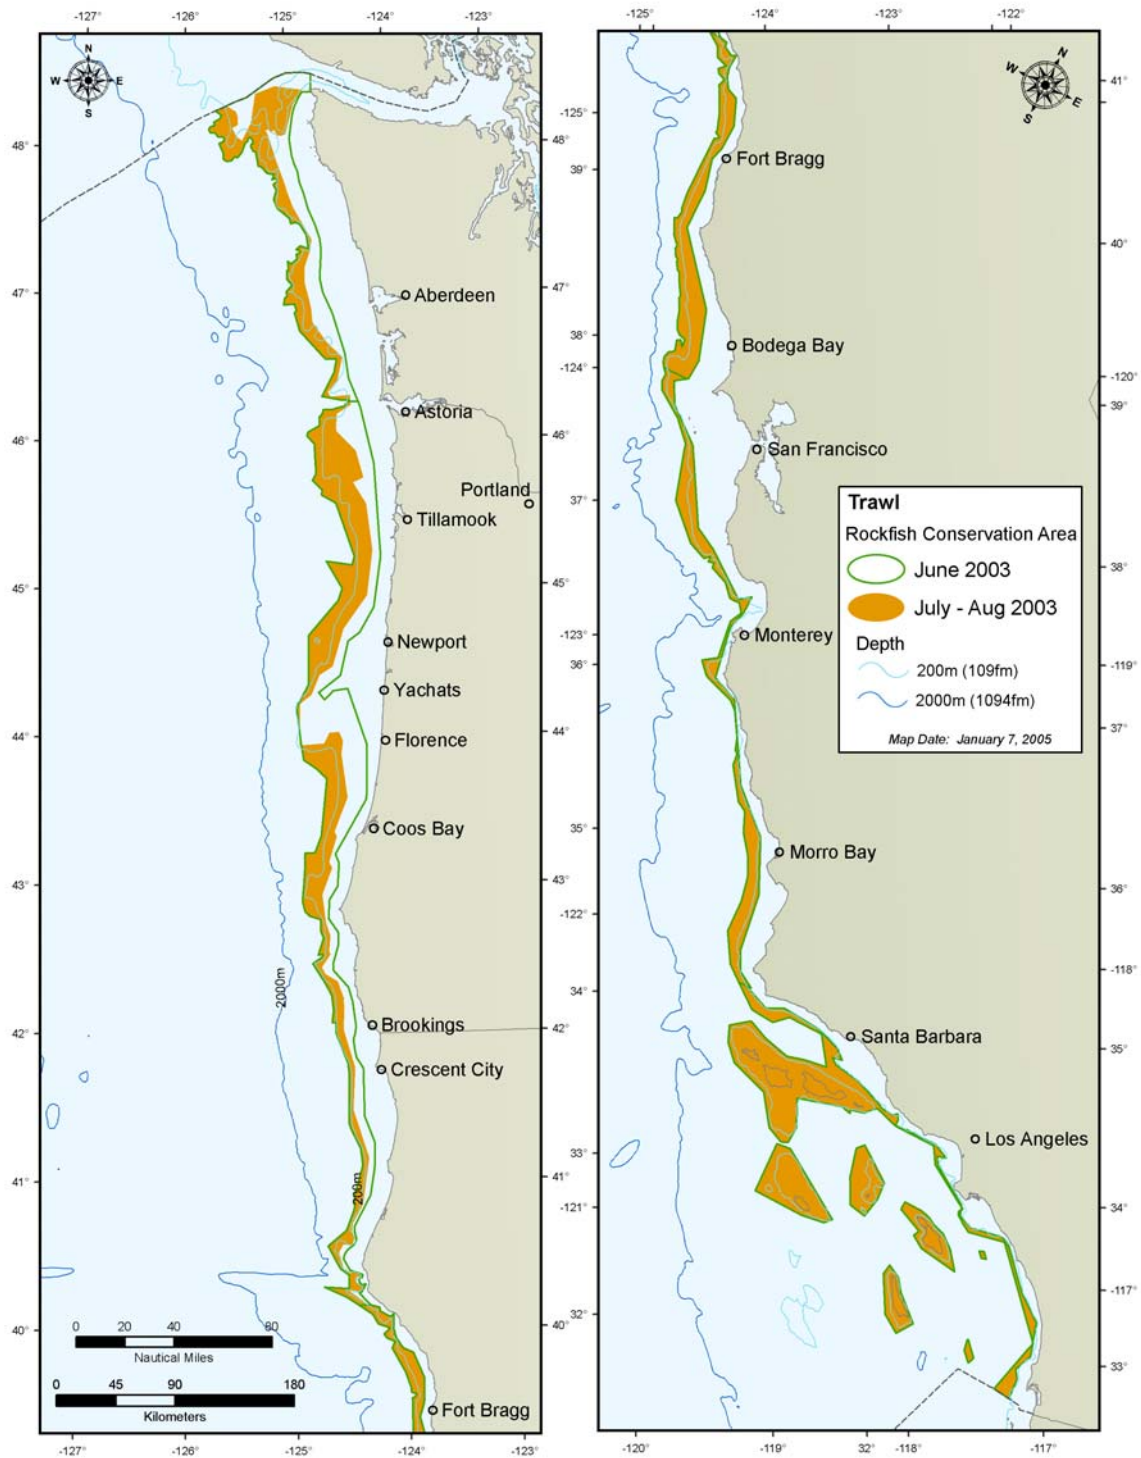 -127°
-126°
-125°
-124°
-123°
N
W
E
S
48°
48°
47°
47°
Aberdeen
Astoria
46°
46°
Portland
Tillamook
45°
45°
Newport
Yachats
44°
44°
Florence
Coos Bay
43°
43°
2000m
Brookings
42°
42°
Crescent City
41°
41°
200m
40°
40°
0 20 40 80
Nautical Miles
0 45 90 180
Kilometers
Fort Bragg
-127°
-126°
-125°
-124°
-123°
-125°
-124°
-123°
-122°
N
W
E
S
41°
-125°
Fort Bragg
39°
40°
38°
Bodega Bay
-124°
-120°
39°
San Francisco
37°
Trawl
Rockfish Conservation Area
June 2003
July - Aug 2003
Depth
200m (109fm)
2000m (1094fm)
Map Date: January 7, 2005
38°
-123°
Monterey
36°
-119°
37°
35°
Morro Bay
36°
-122°
-118°
34°
Santa Barbara
35°
Los Angeles
33°
-121°
34°
-117°
32°
33°
-120°
-119°
32°
-118°
-117°